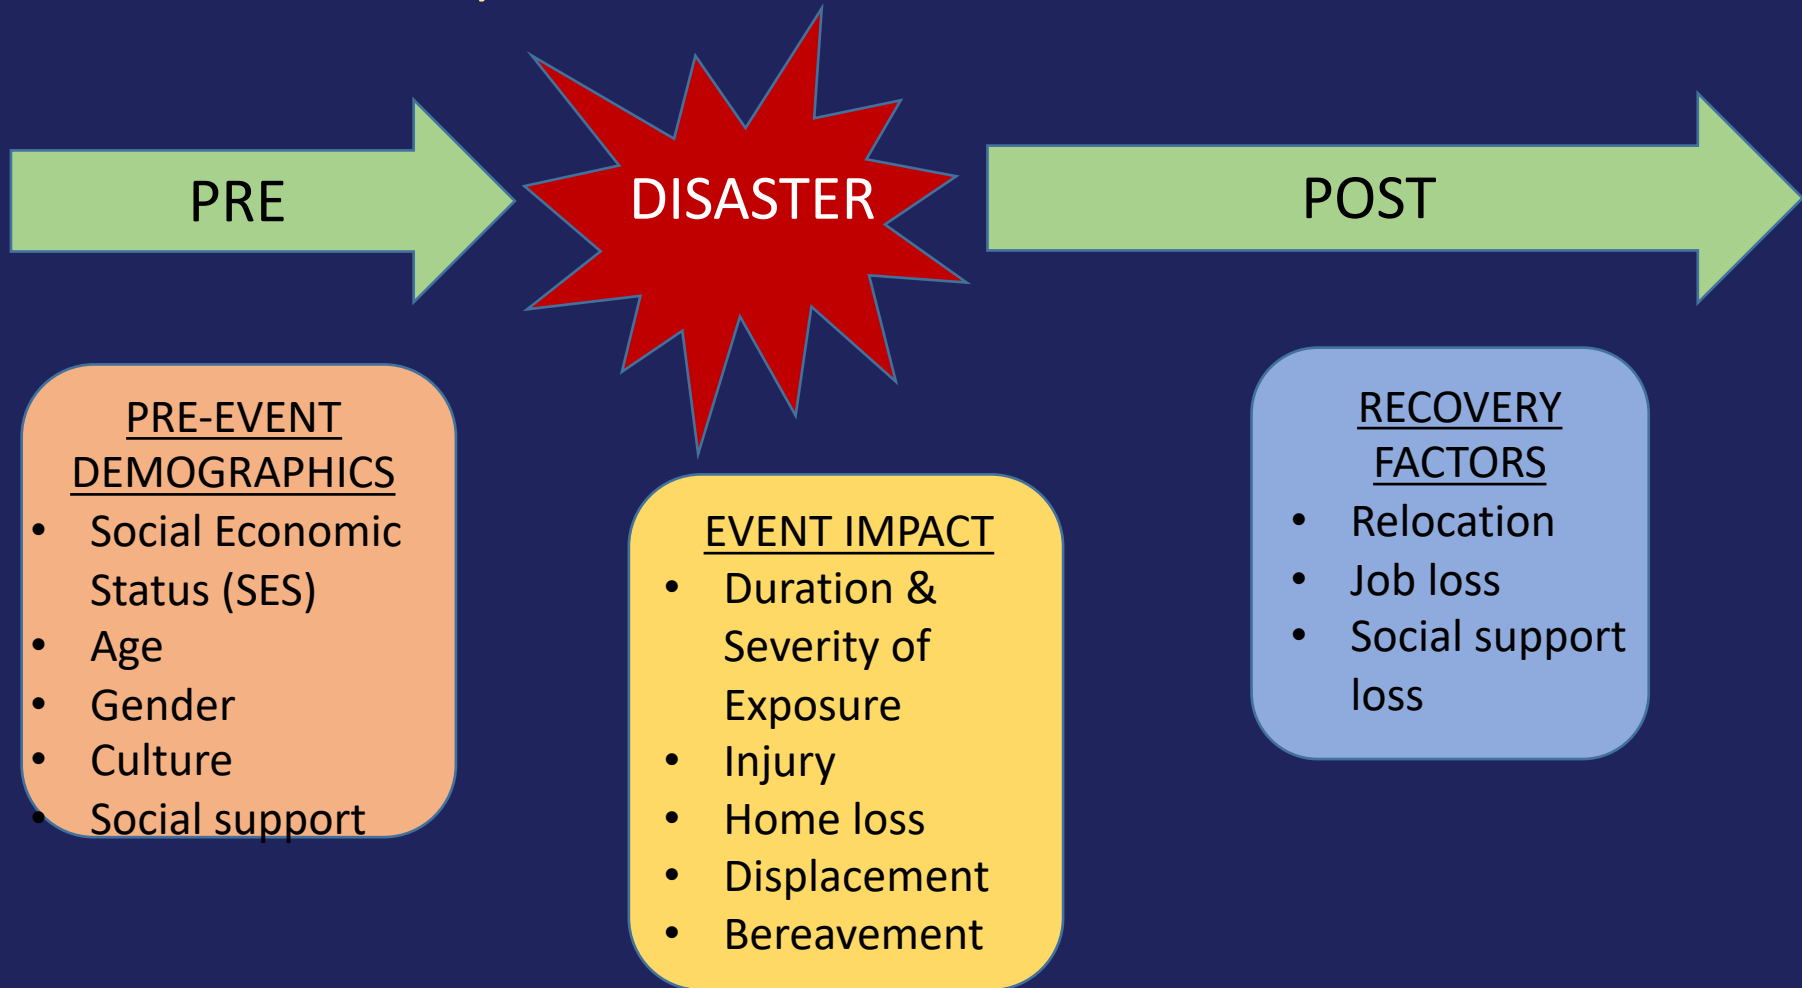 PRE
DISASTER
POST
PRE-EVENT
DEMOGRAPHICS
• Social Economic
Status (SES)
• Age
• Gender
• Culture
• Social support
EVENT IMPACT
• Duration &
Severity of
Exposure
• Injury
• Home loss
• Displacement
• Bereavement
RECOVERY
FACTORS
• Relocation
• Job loss
• Social support
loss